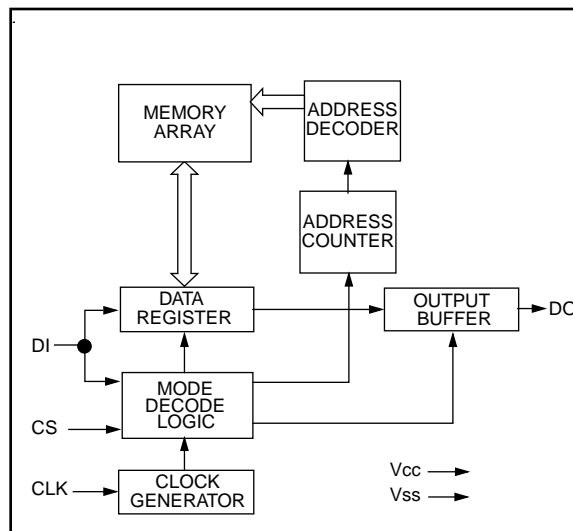 MEMORY
ARRAY
ADDRESS
DECODER
ADDRESS
COUNTER
DATA
REGISTER
OUTPUT
BUFFER
DO
DI
MODE
DECODE
LOGIC
CS
CLK
CLOCK
GENERATOR
Vcc
Vss